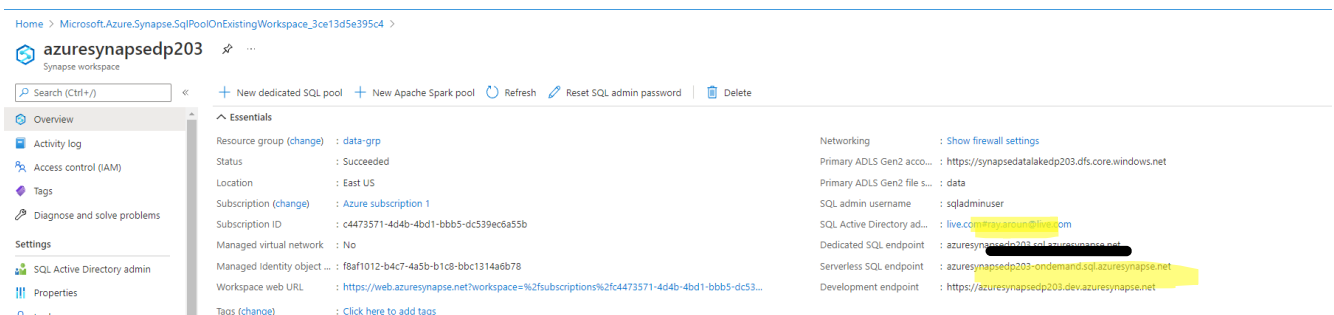 Home > Microsoft.Azure.Synapse.SqlPoolOnExistingWorkspace_3ce13d5e395c4 >
azuresynapsedp203
Synapse workspace
Search (Ctrl+/)
Overview
Activity log
Access control (IAM)
Tags
Diagnose and solve problems
Settings
SQL Active Directory admin
Properties
New dedicated SQL pool New Apache Spark pool Refresh Reset SQL admin password Delete
Essentials
Resource group (change) : data-grp
Status : Succeeded
Location : East US
Subscription (change) : Azure subscription 1
Subscription ID : c4473571-4d4b-4bd1-bbb5-dc539ec6a55b
Managed virtual network : No
Managed Identity object ... : f8af1012-b4c7-4a5b-b1c8-bbc1314a6b78
Workspace web URL : https://web.azuresynapse.net?workspace=%2fsubscriptions%2fc4473571-4d4b-4bd1-bbb5-dc53...
Tags (change) : Click here to add tags
Networking : Show firewall settings
Primary ADLS Gen2 acco... : https://synapsedatalakedp203.dfs.core.windows.net
Primary ADLS Gen2 file s... : data
SQL admin username : sqladminuser
SQL Active Directory ad... : live.com#ray.aroun@live.com
Dedicated SQL endpoint : azuresynapsedp203.sql.azuresynapse.net
Serverless SQL endpoint : azuresynapsedp203-ondemand.sql.azuresynapse.net
Development endpoint : https://azuresynapsedp203.dev.azuresynapse.net